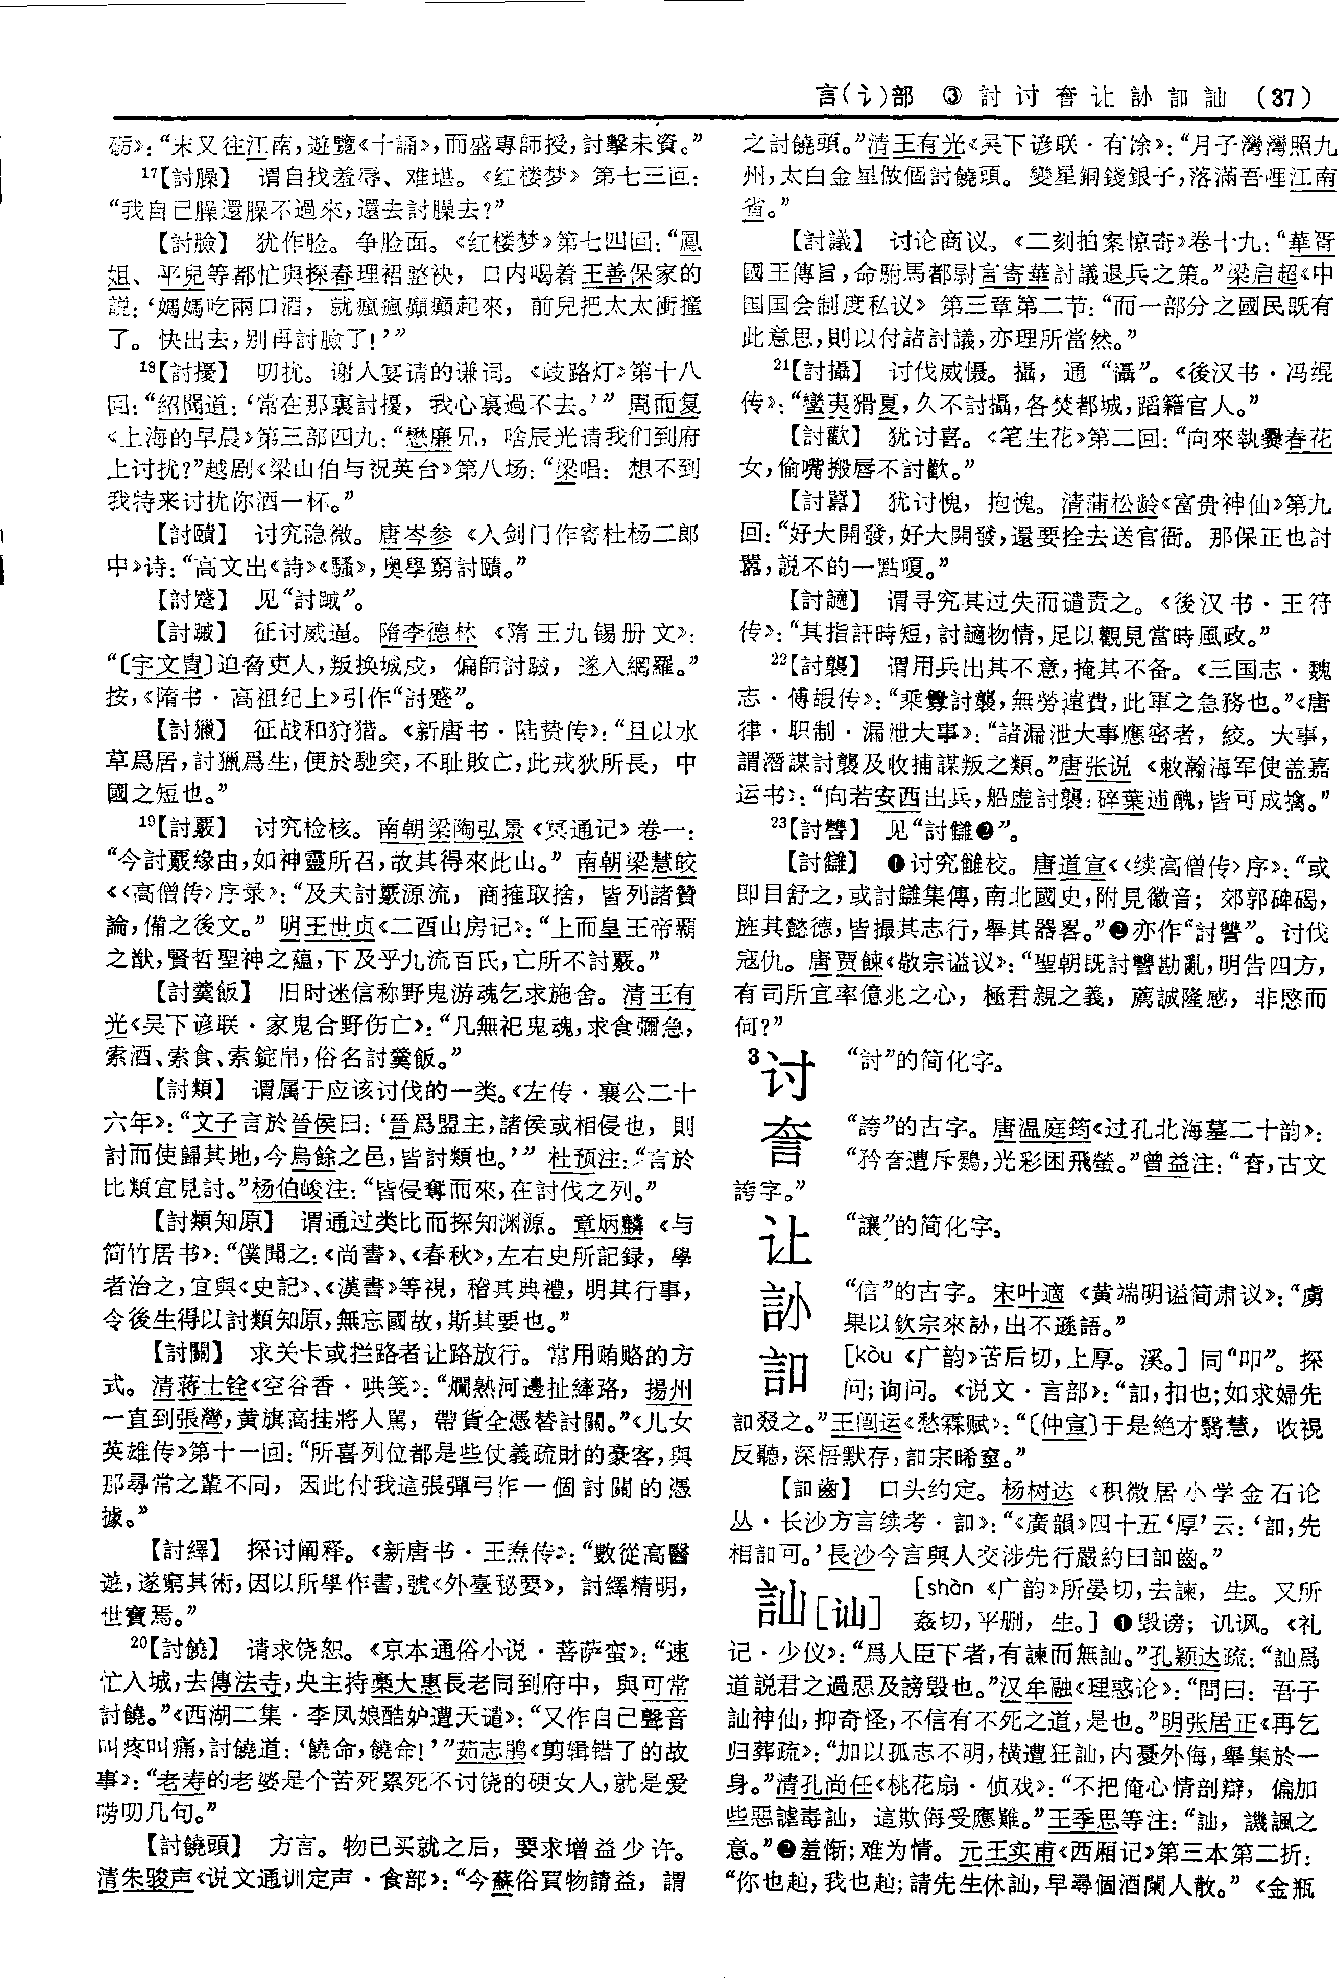 言(讠)部 ③ 討讨奆让訫訆訕 (37)
砺》：“末又往江南，遊覽《十誦》，而盛專師授，討擊未資。”
17【討臊】 谓自找羞辱、难堪。《红楼梦》第七三回：
“我自己臊還臊不過來，還去討臊去？”
【討臉】 犹作脸。争脸面。《红楼梦》第七四回：“鳳
姐、平兒等都忙與探春理裙整袂，口内喝着王善保家的
說：‘媽媽吃兩口酒，就瘋瘋癲癲起來，前兒把太太衝撞
了。快出去，别再討臉了！’”
18【討擾】 叨扰。谢人宴请的谦词。《歧路灯》第十八
回：“紹聞道：‘常在那裏討擾，我心裏過不去。’” 周而复
《上海的早晨》第三部四九：“懋廉兄，啥辰光请我们到府
上讨扰？”越剧《梁山伯与祝英台》第八场：“梁唱：想不到
我特来讨扰你酒一杯。”
【討賾】 讨究隐微。唐岑参《入剑门作寄杜杨二郎
中》诗：“高文出《詩》《騷》，奥學窮討賾。”
【討蹙】 见“討蹴”。
征讨威逼。隋李德林《隋王九锡册文》：
“〔宇文胄〕迫脅吏人，叛换城戍，偏師討蹴，遂入網羅。”
按，《隋书·高祖纪上》引作“討蹙”。
【討獵】 征战和狩猎。《新唐书·陆贽传》：“且以水
草爲居，討獵爲生，便於馳突，不耻敗亡，此戎狄所長，中
國之短也。”
19【討覈】 讨究检核。南朝梁陶弘景《冥通记》卷一：
“今討覈缘由，如神靈所召，故其得來此山。” 南朝梁慧皎
《〈高僧传〉序录》：“及夫討覈源流，商搉取捨，皆列諸贊
論，備之後文。” 明王世贞《二酉山房记》：“上而皇王帝霸
之猷，賢哲聖神之藴，下及乎九流百氏，亡所不討覈。”
【討羹飯】 旧时迷信称野鬼游魂乞求施舍。清王有
光《吴下谚联·家鬼合野伤亡》：“凡無祀鬼魂，求食彌急，
索酒、索食、索錠帛，俗名討羹飯。”
【討類】 谓属于应该讨伐的一类。《左传·襄公二十
六年》：“文子言於晉侯曰：‘晉爲盟主，諸侯或相侵也，則
討而使歸其地，今烏餘之邑，皆討類也。’” 杜预注：“言於
比類宜見討。”杨伯峻注：“皆侵奪而來，在討伐之列。”
【討類知原】 谓通过类比而探知渊源。章炳麟《与
简竹居书》：“僕聞之：《尚書》、《春秋》，左右史所記録，學
者治之，宜與《史記》、《漢書》等視，稽其典禮，明其行事，
令後生得以討類知原，無忘國故，斯其要也。”
【討關】 求关卡或拦路者让路放行。常用贿赂的方
式。清蒋士铨《空谷香·哄笺》：“爛熟河邊扯縴路，揚州
一直到張灣，黄旗高挂將人駡，帶貨全憑替討關。”《儿女
英雄传》第十一回：“所喜列位都是些仗義疏財的豪客，與
那尋常之輩不同，因此付我這張彈弓作一個討關的憑
據。”
【討繹】 探讨阐释。《新唐书·王焘传》：“數從高醫
遊，遂窮其術，因以所學作書，號《外臺秘要》，討繹精明，
世寶焉。”
20【討饒】 请求饶恕。《京本通俗小说·菩萨蛮》：“速
忙入城，去傳法寺，央主持槀大惠長老同到府中，與可常
討饒。”《西湖二集·李凤娘酷妒遭天谴》：“又作自己聲音
叫疼叫痛，討饒道：‘饒命，饒命！’”茹志鹃《剪辑错了的故
事》：“老寿的老婆是个苦死累死不讨饶的硬女人，就是爱
唠叨几句。”
【討饒頭】 方言。物已买就之后，要求增益少许。
清朱骏声《说文通训定声·食部》：“今蘇俗買物請益，謂
之討饒頭。”清王有光《吴下谚联·有馀》：“月子灣灣照九
州，太白金星做個討饒頭。變星銅錢銀子，落滿吾哩江南
省。”
【討議】 讨论商议。《二刻拍案惊奇》卷十九：“華胥
國王傳旨，命駙馬都尉言寄華討議退兵之策。”梁启超《中
国国会制度私议》第三章第二节：“而一部分之國民既有
此意思，則以付諸討議，亦理所當然。”
21【討攝】 讨伐威慑。攝，通“讘”。《後汉书·冯绲
传》：“蠻夷猾夏，久不討攝，各焚都城，蹈籍官人。”
【討歡】 犹讨喜。《笔生花》第二回：“向來執爨春花
女，偷嘴搬唇不討歡。”
犹讨愧，抱愧。清蒲松龄《富贵神仙》第九
回：“好大開發，好大開發，還要拴去送官衙。那保正也討
，説不的一點嗄。”
【討讁】 谓寻究其过失而谴责之。《後汉书·王符
传》：“其指訐時短，討讁物情，足以觀見當時風政。”
22【討襲】 谓用兵出其不意，掩其不备。《三国志·魏
志·傅嘏传》：“乘釁討襲，無勞遠費，此軍之急務也。”《唐
律·职制·漏泄大事》：“諸漏泄大事應密者，絞。大事，
謂潛謀討襲及收捕謀叛之類。”唐张说《敕瀚海军使盖嘉
运书》：“向若安西出兵，船虚討襲；碎葉逋醜，皆可成擒。”
23【討讐】 见“討讎❷”。
【討讎】 ❶讨究雠校。唐道宣《〈续高僧传〉序》：“或
即目舒之，或討讎集傳，南北國史，附見徽音；郊郭碑碣，
旌其懿德，皆撮其志行，舉其器畧。”❷亦作“討讐”。讨伐
寇仇。唐贾餗《敬宗谥议》：“聖朝既討讐勘亂，明告四方，
有司所宜率億兆之心，極君親之義，薦誠隆感，非愍而
何？”
3讨 “討”的简化字。
“誇”的古字。唐温庭筠《过孔北海墓二十韵》：
“矜奆遭斥鷃，光彩困飛螢。”曾益注：“奆，古文
誇字。”
让 “讓”的简化字。
訫 “信”的古字。宋叶適《黄端明谥简肃议》：“虜
果以欽宗來訫，出不遜語。”
訆 [kòu《广韵》苦后切，上厚。溪。] 同“叩”。探
问；询问。《说文·言部》：“訆，扣也；如求婦先
訆叕之。”王闿运《愁霖赋》：“〔仲宣〕于是絶才翳慧，收視
反聽，深悟默存，訆宗晞窒。”
【訆齒】 口头约定。杨树达《积微居小学金石论
丛·长沙方言续考·訆》：“《廣韻》四十五‘厚’云：‘訆，先
相訆可。’長沙今言與人交涉先行嚴約曰訆齒。”
訕[讪] [shàn《广韵》所晏切，去諫，生。又所
姦切，平删，生。] ❶毁谤；讥讽。《礼
记·少仪》：“爲人臣下者，有諫而無訕。”孔颖达疏：“訕爲
道説君之過惡及謗毁也。”汉牟融《理惑论》：“問曰：吾子
訕神仙，抑奇怪，不信有不死之道，是也。”明张居正《再乞
归葬疏》：“加以孤志不明，横遭狂訕，内憂外侮，舉集於一
身。”清孔尚任《桃花扇·侦戏》：“不把俺心情剖辯，偏加
些惡謔毒訕，這欺侮受應難。”王季思等注：“訕，譏諷之
意。”❷羞惭；难为情。元王实甫《西厢记》第三本第二折：
“你也赸，我也赸；請先生休訕，早尋個酒闌人散。”《金瓶